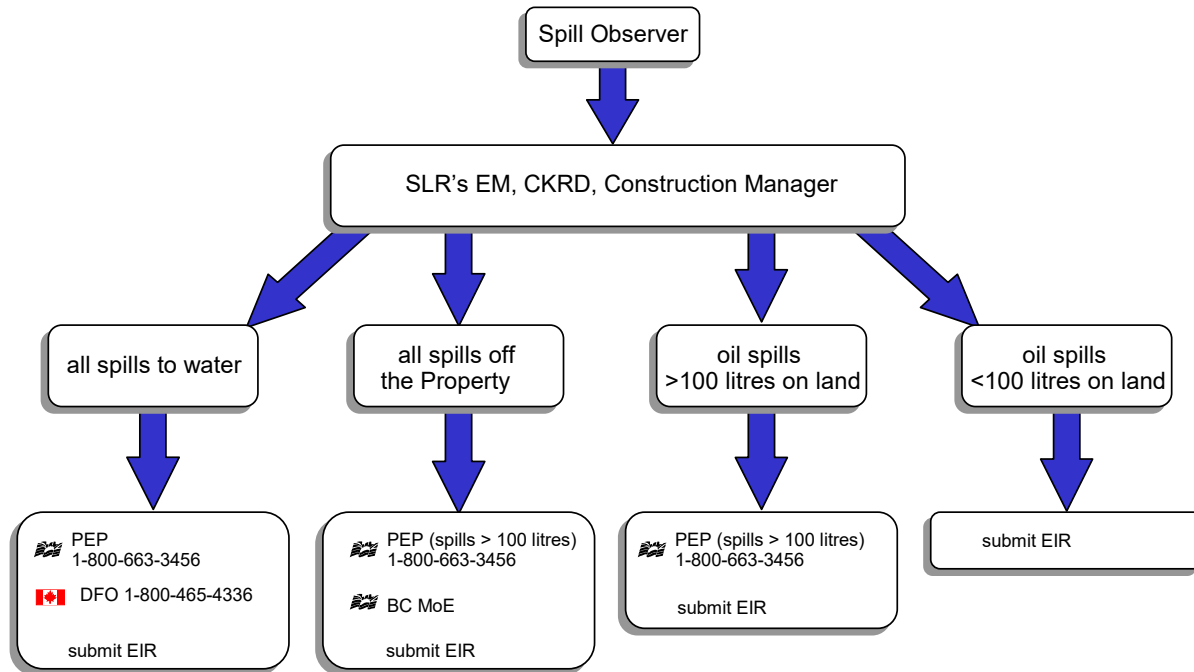 Spill Observer
SLR's EM, CKRD, Construction Manager
all spills to water
all spills off
the Property
oil spills
>100 litres on land
oil spills
<100 litres on land
PEP
1-800-663-3456
DFO 1-800-465-4336
submit EIR
PEP (spills > 100 litres)
1-800-663-3456
BC MoE
submit EIR
PEP (spills > 100 litres)
1-800-663-3456
submit EIR
submit EIR